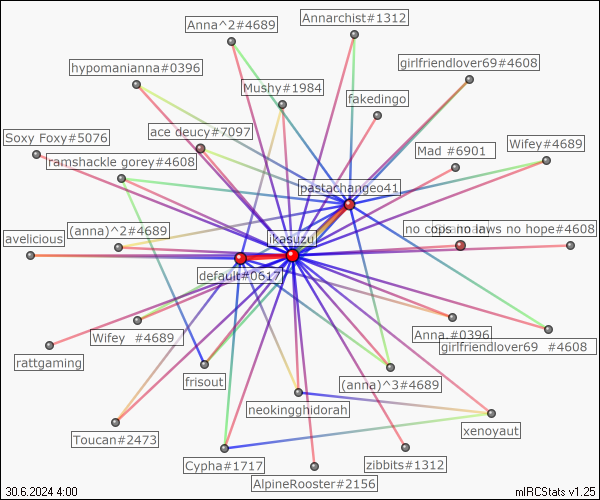 Anna^2#4689
Annarchist#1312
hypomanianna#0396
girlfriendlover69#4608
Mushy#1984
fakedingo
Soxy Foxy#5076
ace deucy#7097
Wifey#4689
ramshackle gorey#4608
Mad #6901
pastachangeo41
(anna)^2#4689
no cops no laws no hope#4608
avelicious
ikasuzu
default#0617
Wifey #4689
Anna #0396
girlfriendlover69 #4608
rattgaming
frisout
(anna)^3#4689
neokingghidorah
Toucan#2473
xenoyaut
Cypha#1717
zibbits#1312
AlpineRooster#2156
30.6.2024 4:00
mIRCStats v1.25